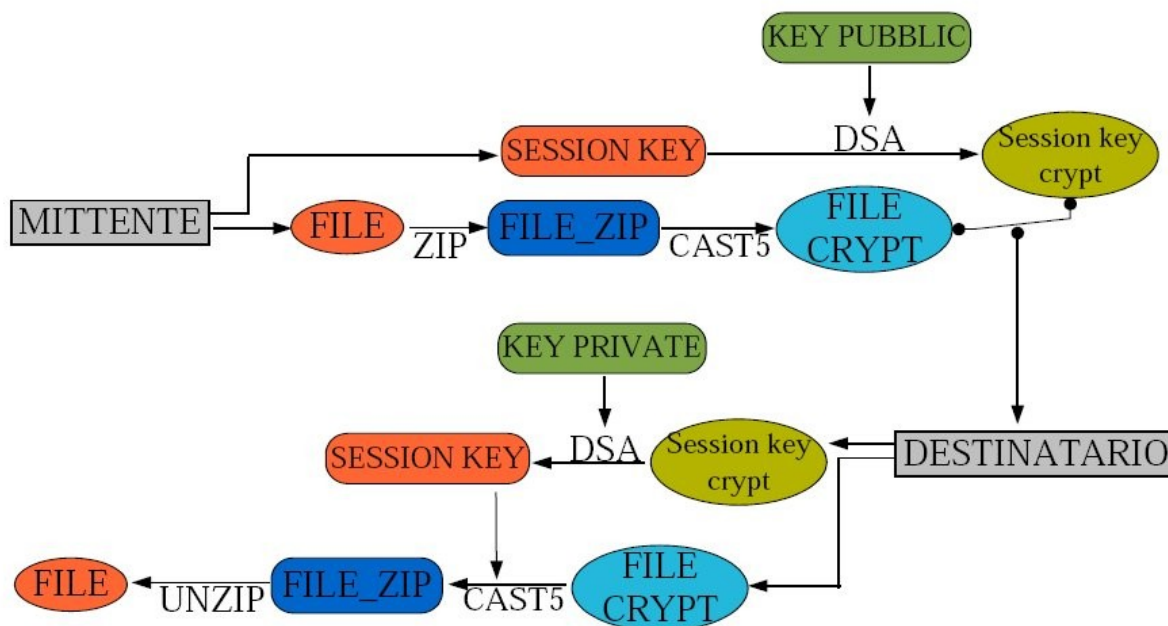 KEY PUBBLIC
DSA
SESSION KEY
Session key
crypt
MITTENTE
FILE
ZIP
FILE_ZIP
CAST5
FILE
CRYPT
KEY PRIVATE
DSA
SESSION KEY
Session key
crypt
DESTINATARIO
FILE
UNZIP
FILE_ZIP
CAST5
FILE
CRYPT